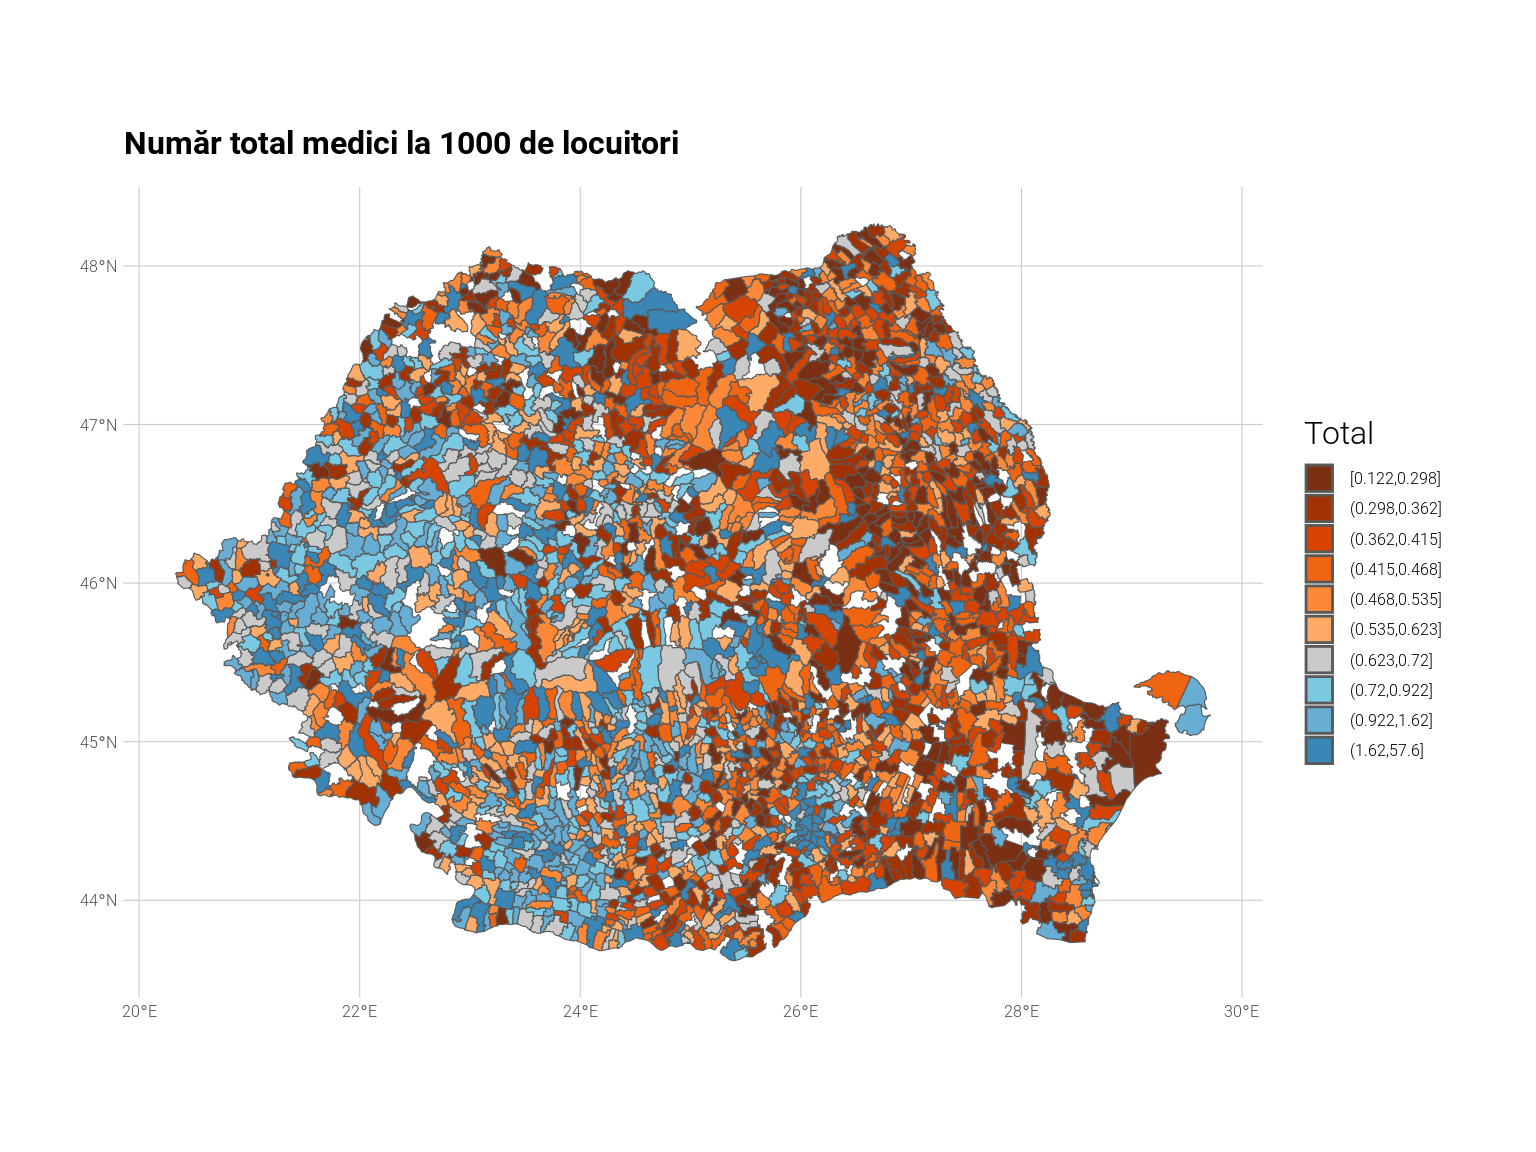 Număr total medici la 1000 de locuitori
48°N
47°N
46°N
45°N
44°N
20°E
22°E
24°E
26°E
28°E
30°E
Total
[0.122,0.298]
(0.298,0.362]
(0.362,0.415]
(0.415,0.468]
(0.468,0.535]
(0.535,0.623]
(0.623,0.72]
(0.72,0.922]
(0.922,1.62]
(1.62,57.6]